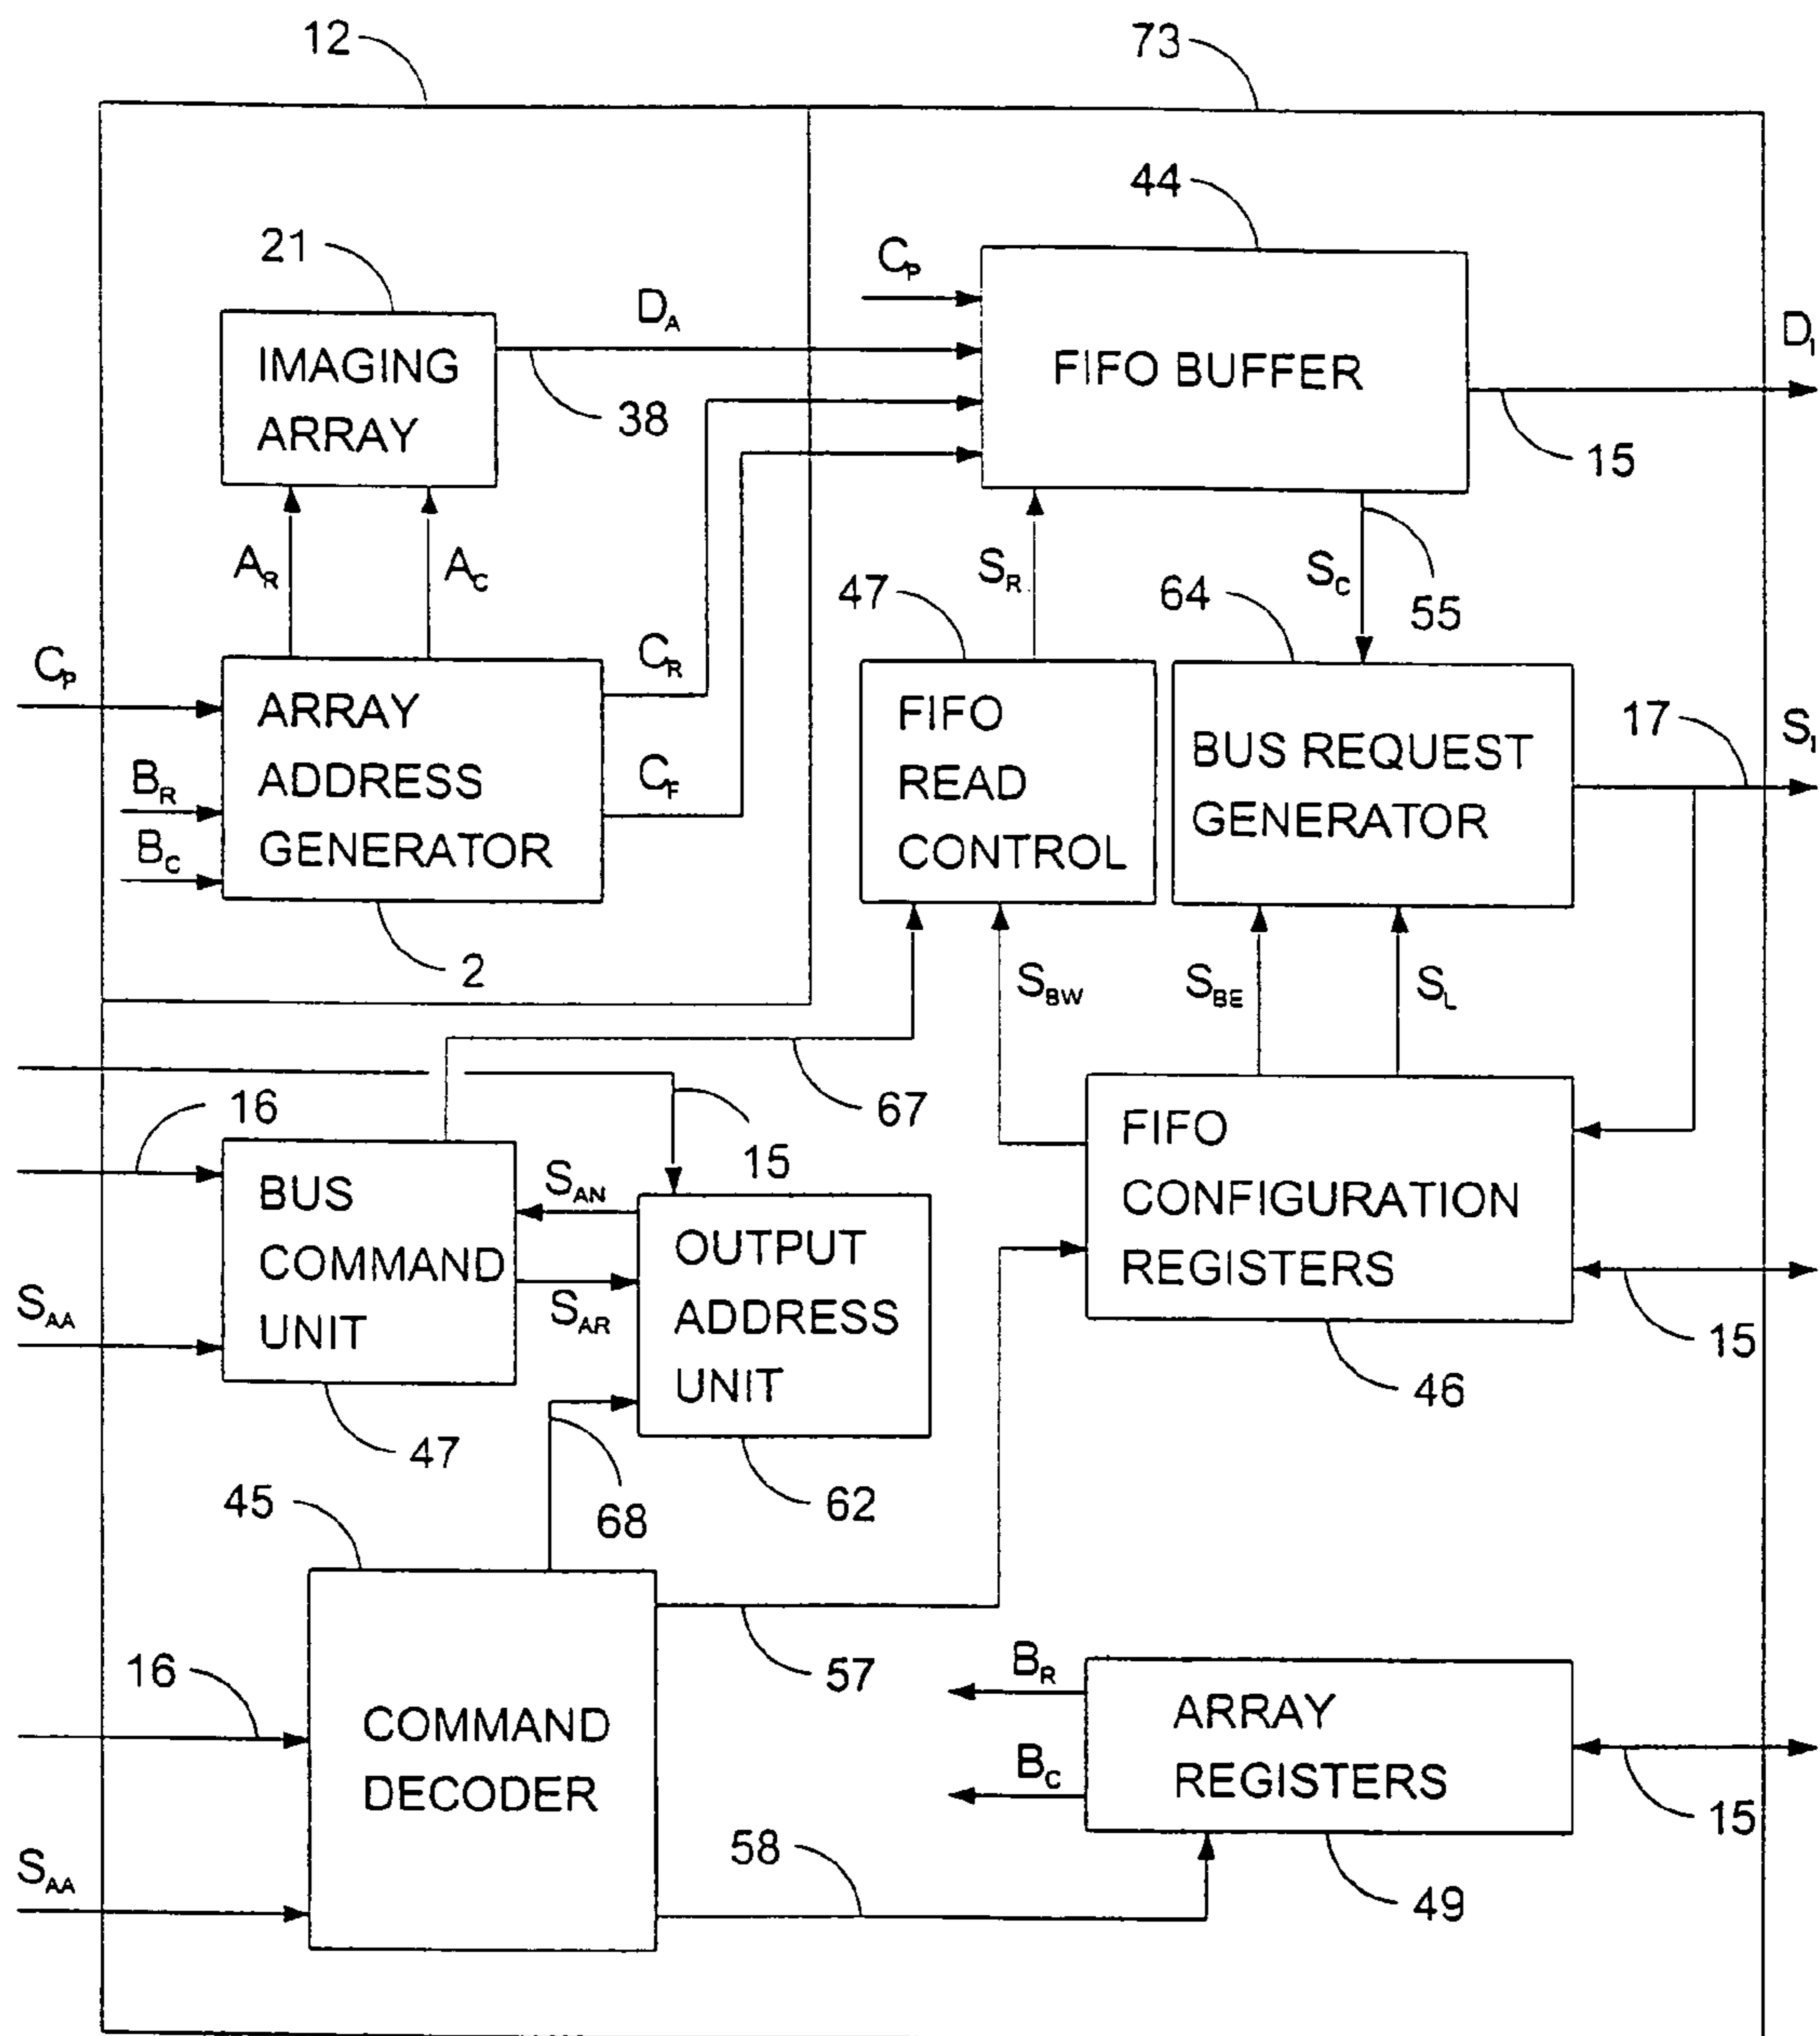 12
73
44
21
C_P
D_A
D_I
IMAGING
ARRAY
FIFO BUFFER
38
15
A_R
A_C
S_R
S_C
47
64
55
C_P
C_R
ARRAY
ADDRESS
GENERATOR
FIFO
READ
CONTROL
BUS REQUEST
GENERATOR
17
S_I
B_R
C_F
B_C
2
S_BW
S_BE
S_L
16
15
67
BUS
COMMAND
UNIT
S_AN
S_AR
OUTPUT
ADDRESS
UNIT
FIFO
CONFIGURATION
REGISTERS
S_AA
15
46
47
45
68
62
16
57
COMMAND
DECODER
B_R
B_C
ARRAY
REGISTERS
15
S_AA
58
49